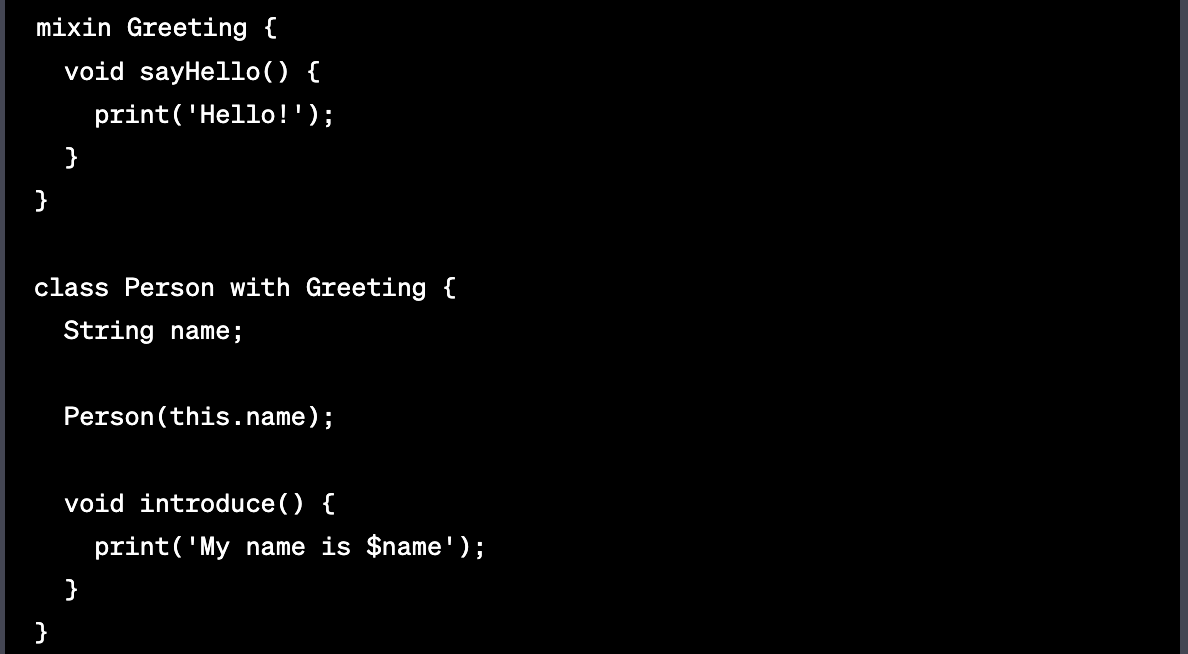 mixin Greeting {
  void sayHello() {
    print('Hello!');
  }
}

class Person with Greeting {
  String name;

  Person(this.name);

  void introduce() {
    print('My name is $name');
  }
}